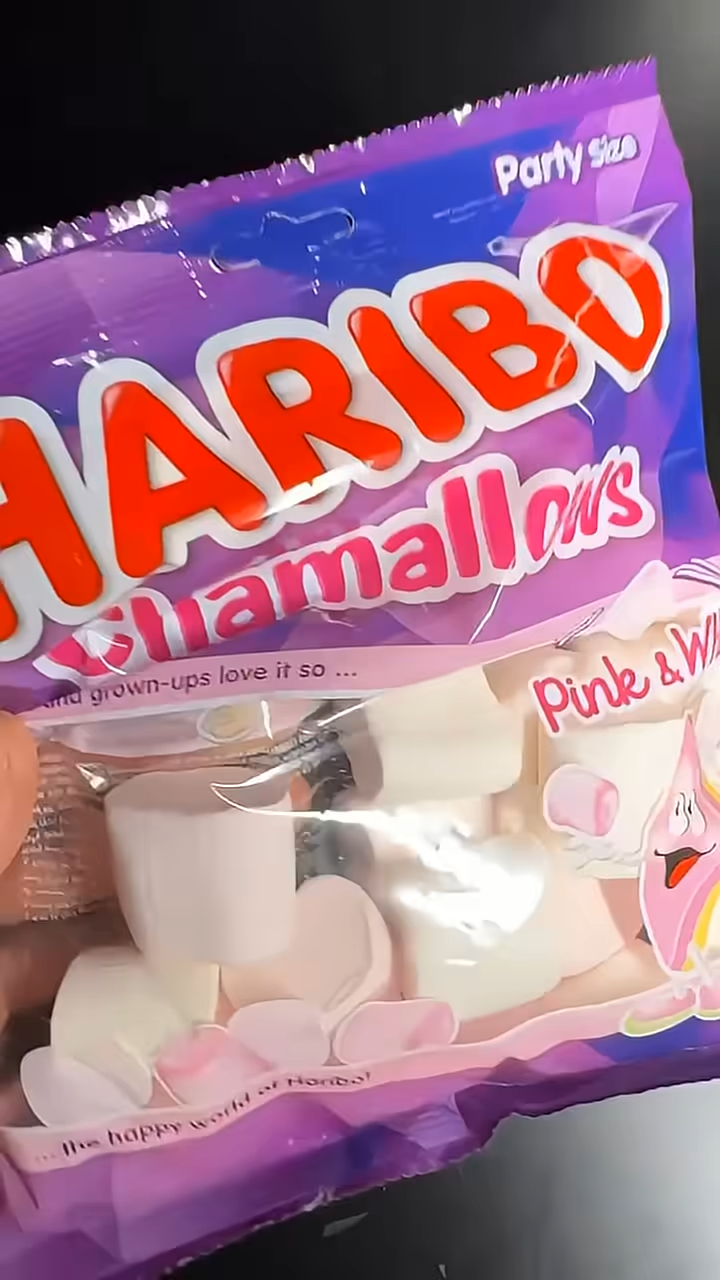 Party Size
HARIBO
Chamallows
and grown-ups love it so ...
Pink & Wh
...the happy world of Haribo!